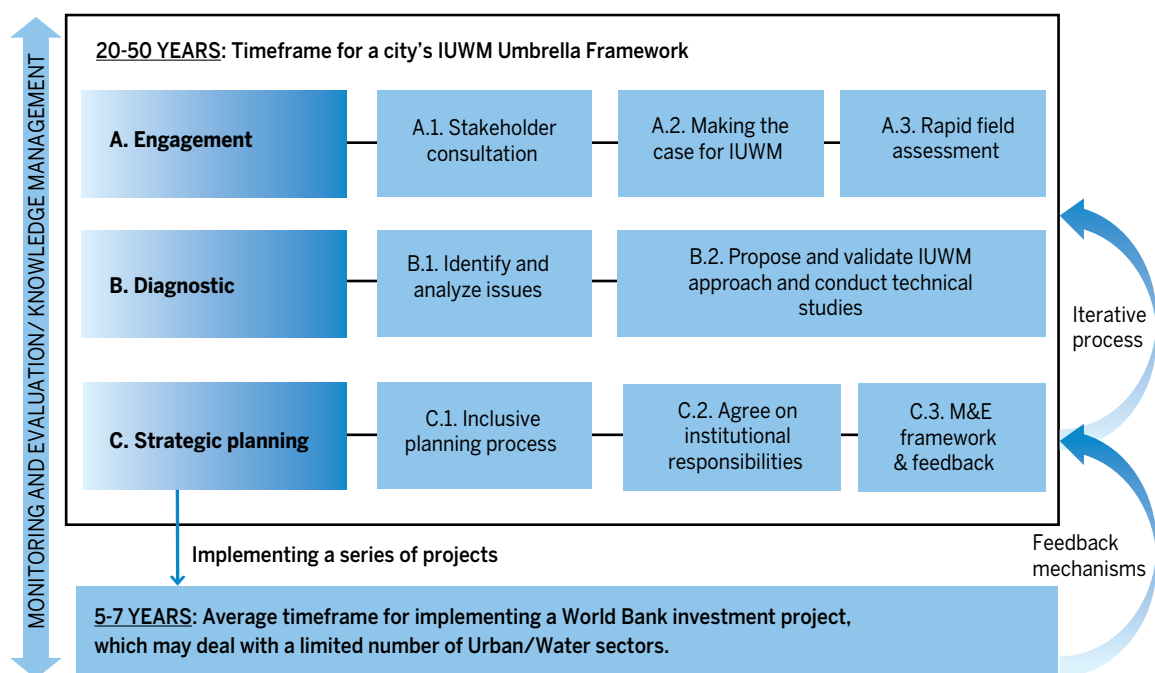 MONITORING AND EVALUATION/ KNOWLEDGE MANAGEMENT
20-50 YEARS: Timeframe for a city's IUWM Umbrella Framework
A. Engagement
A.1. Stakeholder
consultation
A.2. Making the
case for IUWM
A.3. Rapid field
assessment
B. Diagnostic
B.1. Identify and
analyze issues
B.2. Propose and validate IUWM
approach and conduct technical
studies
Iterative
process
C. Strategic planning
C.1. Inclusive
planning process
C.2. Agree on
institutional
responsibilities
C.3. M&E
framework
& feedback
Implementing a series of projects
Feedback
mechanisms
5-7 YEARS: Average timeframe for implementing a World Bank investment project,
which may deal with a limited number of Urban/Water sectors.